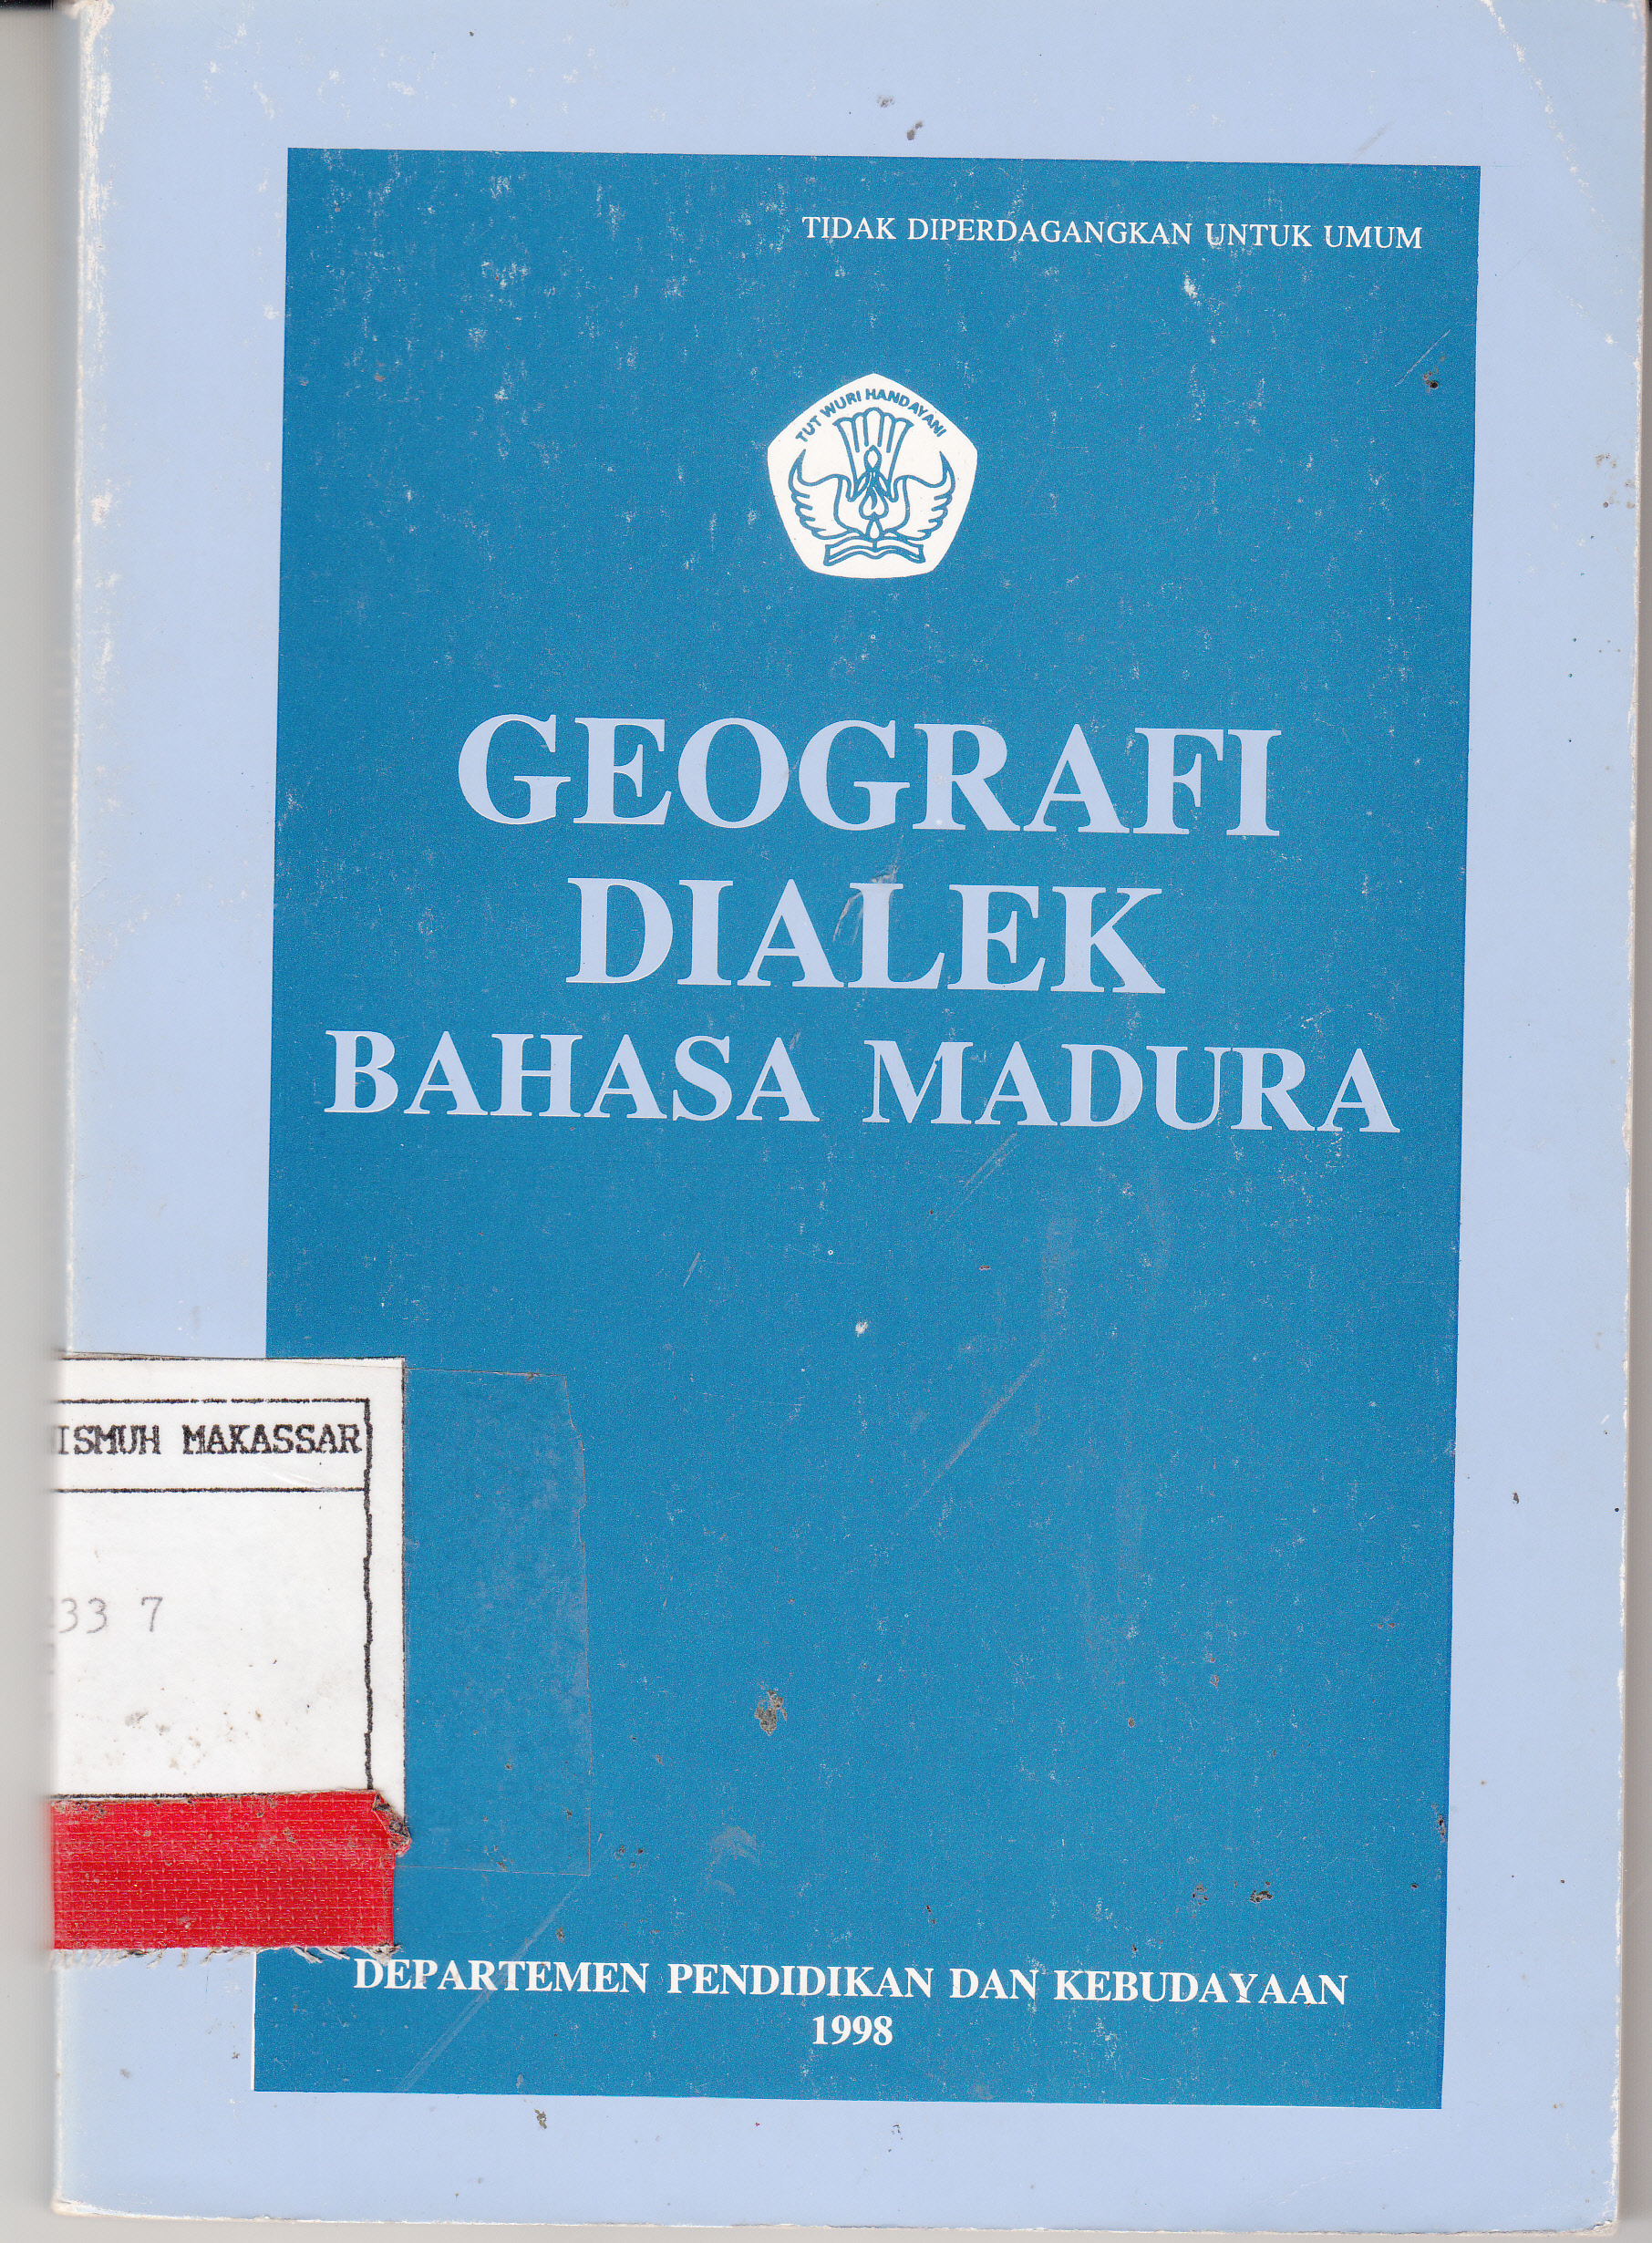 TIDAK DIPERDAGANGKAN UNTUK UMUM
TUT WURI HANDAYANI
GEOGRAFI
DIALEK
BAHASA MADURA
ISMUH MAKASSAR
33 7
DEPARTEMEN PENDIDIKAN DAN KEBUDAYAAN
1998